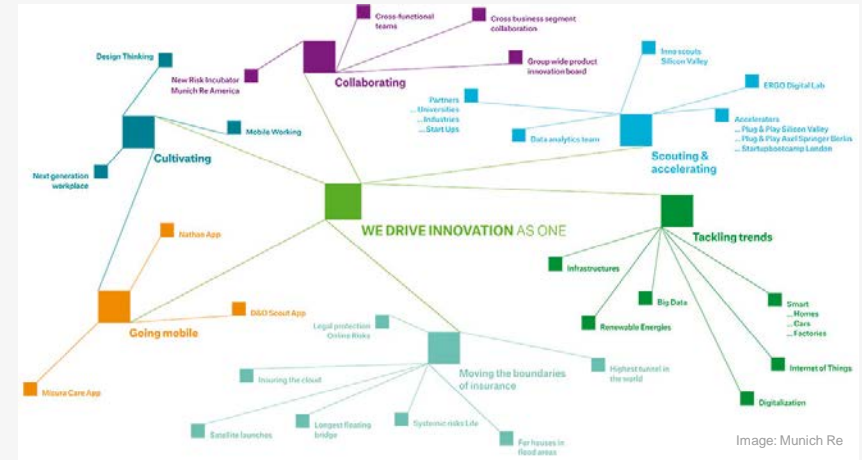 Cross-functional
teams
Cross business segment
collaboration
Group wide product
innovation board
New Risk Incubator
Munich Re America
Collaborating
Design Thinking
Mobile Working
Cultivating
Next generation
workplace
Inno scouts
Silicon Valley
ERGO Digital Lab
Partners
... Universities
... Industries
... Start Ups
Data analytics team
Accelerators
... Plug & Play Silicon Valley
... Plug & Play Axel Springer Berlin
... Startupbootcamp London
Scouting &
accelerating
WE DRIVE INNOVATION AS ONE
Tackling trends
Infrastructures
Big Data
Renewable Energies
Smart
... Homes
... Cars
... Factories
Internet of Things
Digitalization
Nathan App
D&O Scout App
Going mobile
Misura Care App
Legal protection
Online Risks
Insuring the cloud
Moving the boundaries
of insurance
Highest tunnel in
the world
Satellite launches
Longest floating
bridge
Systemic risks Life
For houses in
flood areas
Image: Munich Re